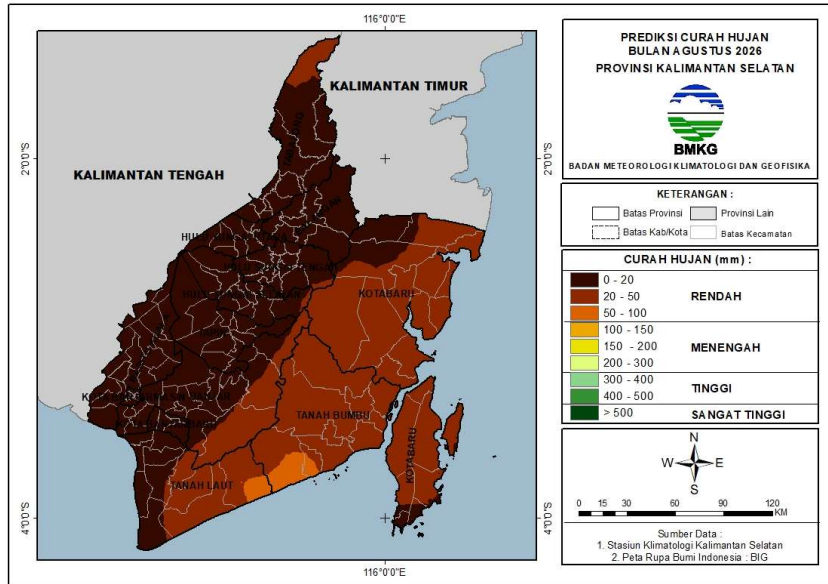 116°0'0"E
PREDIKSI CURAH HUJAN
BULAN AGUSTUS 2026
PROVINSI KALIMANTAN SELATAN
BMKG
BADAN METEOROLOGI KLIMATOLOGI DAN GEOFISIKA
KETERANGAN :
Batas Provinsi
Provinsi Lain
Batas Kab/Kota
Batas Kecamatan
CURAH HUJAN (mm) :
0 - 20
20 - 50
50 - 100
RENDAH
100 - 150
150 - 200
200 - 300
MENENGAH
300 - 400
400 - 500
TINGGI
> 500
SANGAT TINGGI
N
W
E
S
0 15 30 60 90 120
KM
Sumber Data :
1. Stasiun Klimatologi Kalimantan Selatan
2. Peta Rupa Bumi Indonesia : BIG
KALIMANTAN TIMUR
KALIMANTAN TENGAH
2°0'0"S
2°0'0"S
TABALONG
KOTABARU
TANAH BUMBU
KOTABARU
TANAH LAUT
4°0'0"S
4°0'0"S
116°0'0"E